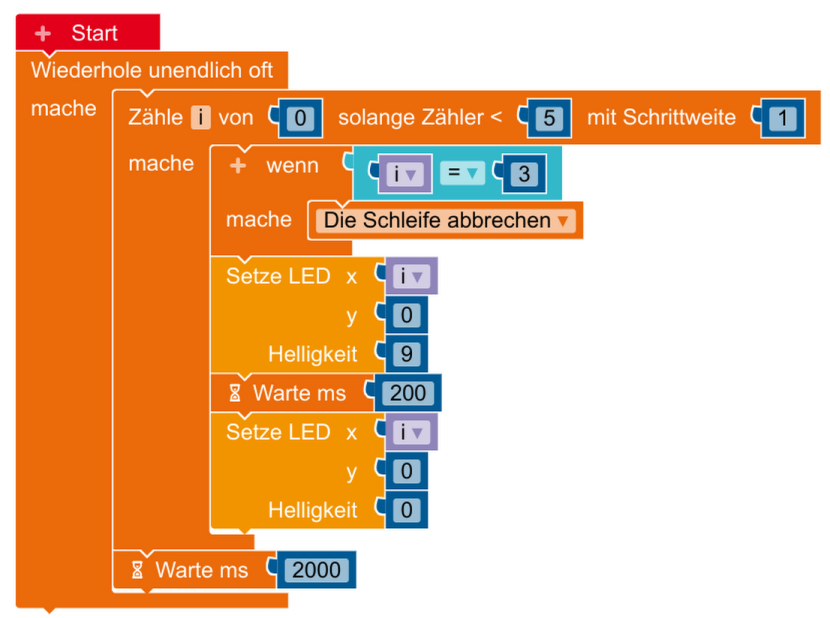 + Start
Wiederhole unendlich oft
mache
Zähle i von 0 solange Zähler < 5 mit Schrittweite 1
mache + wenn i = 3
mache Die Schleife abbrechen
Setze LED x i
y 0
Helligkeit 9
Warte ms 200
Setze LED x i
y 0
Helligkeit 0
Warte ms 2000